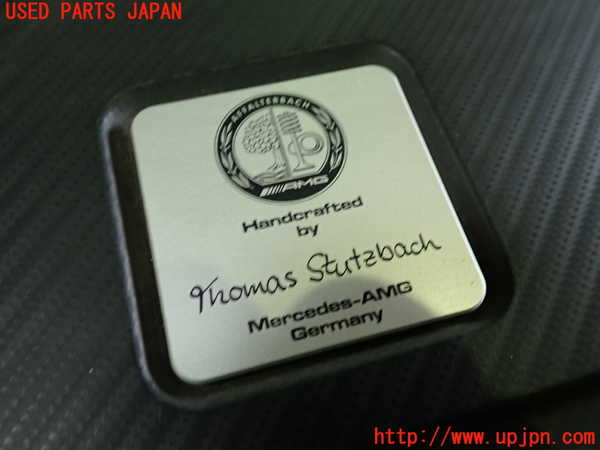 USED PARTS JAPAN
AFFALTERBACH
AMG
Handcrafted
by
Thomas Stutzbach
Mercedes-AMG
Germany
http://www.upjpn.com